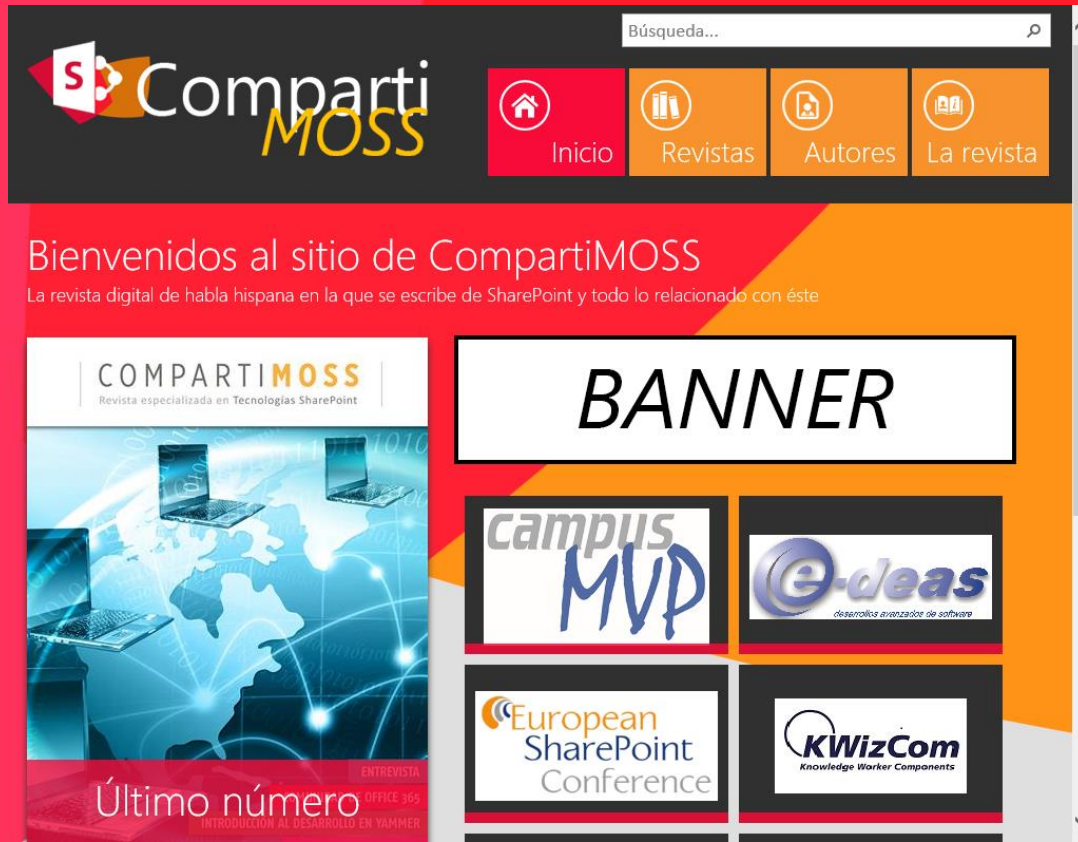 Búsqueda...
S
Comparti
MOSS
Inicio
Revistas
Autores
La revista
Bienvenidos al sitio de CompartiMOSS
La revista digital de habla hispana en la que se escribe de SharePoint y todo lo relacionado con éste
COMPARTIMOSS
Revista especializada en Tecnologías SharePoint
ENTREVISTA
DE OFFICE 365
INTRODUCCIÓN AL DESARROLLO EN YAMMER
Último número
BANNER
campus
MVP
e-deas
desarrollos avanzados de software
European
SharePoint
Conference
KWizCom
Knowledge Worker Components